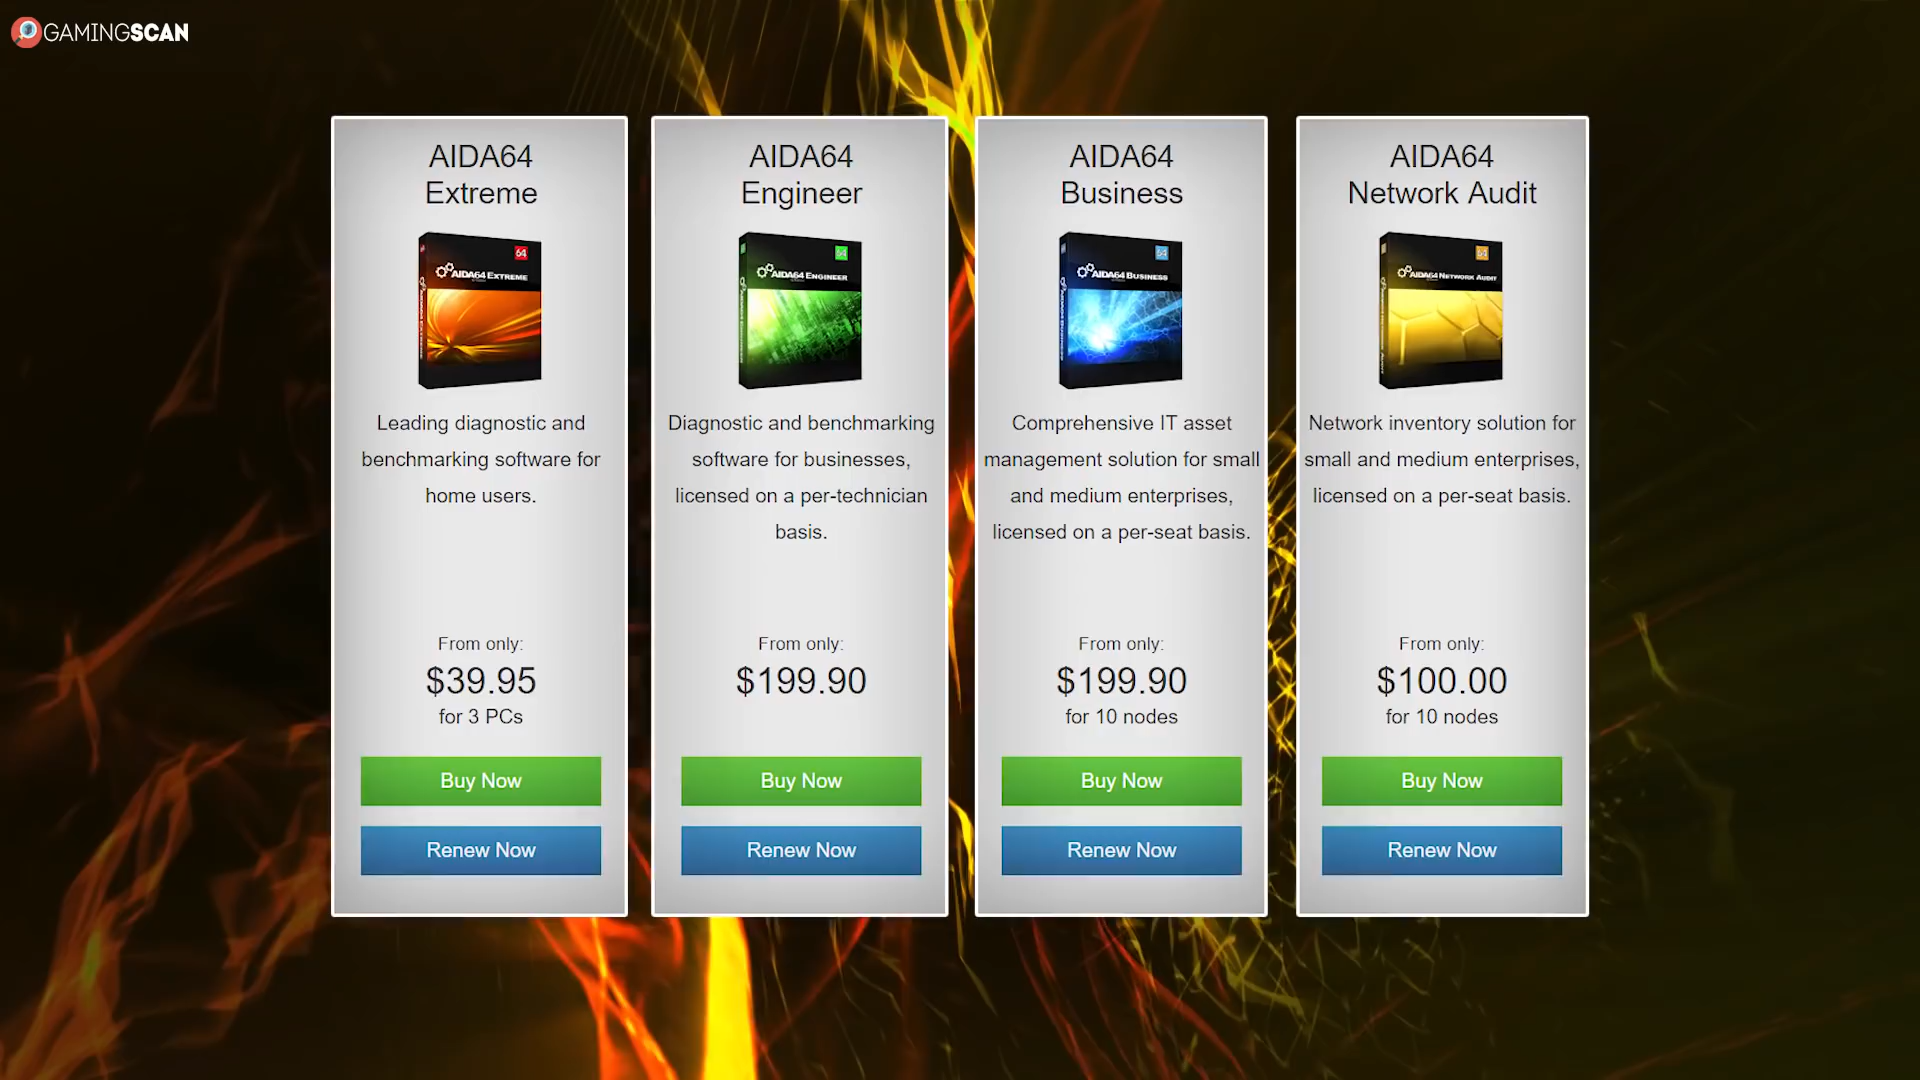 GAMINGSCAN
AIDA64
Extreme
64
AIDA64 EXTREME
Leading diagnostic and
benchmarking software for
home users.
From only:
$39.95
for 3 PCs
Buy Now
Renew Now
AIDA64
Engineer
64
AIDA64 ENGINEER
Diagnostic and benchmarking
software for businesses,
licensed on a per-technician
basis.
From only:
$199.90
Buy Now
Renew Now
AIDA64
Business
64
AIDA64 BUSINESS
Comprehensive IT asset
management solution for small
and medium enterprises,
licensed on a per-seat basis.
From only:
$199.90
for 10 nodes
Buy Now
Renew Now
AIDA64
Network Audit
64
AIDA64 NETWORK AUDIT
Network inventory solution for
small and medium enterprises,
licensed on a per-seat basis.
From only:
$100.00
for 10 nodes
Buy Now
Renew Now